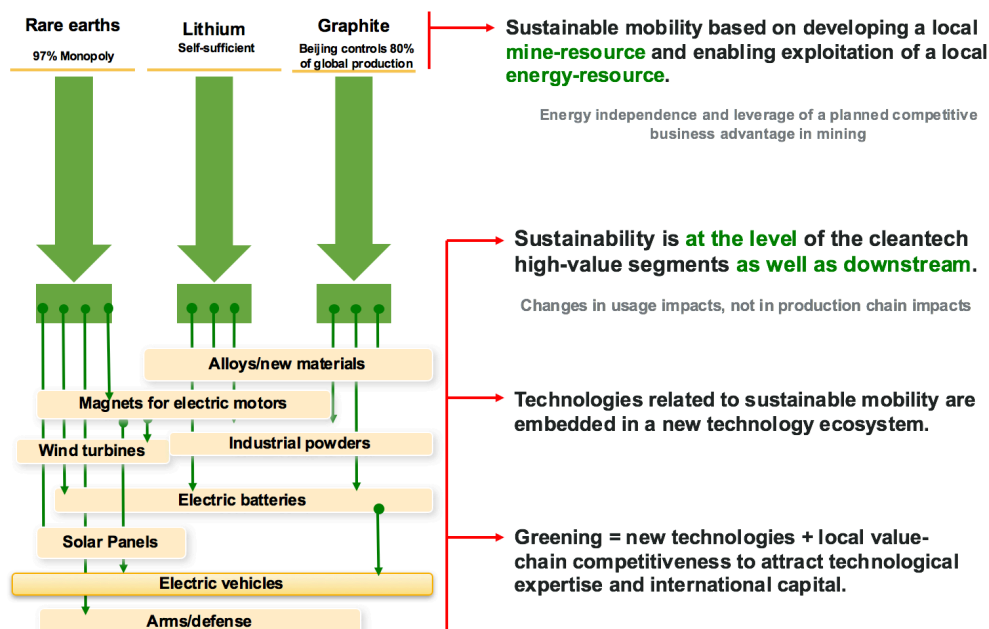 Rare earths
97% Monopoly
Lithium
Self-sufficient
Graphite
Beijing controls 80%
of global production
Sustainable mobility based on developing a local
mine-resource and enabling exploitation of a local
energy-resource.
Energy independence and leverage of a planned competitive
business advantage in mining
Sustainability is at the level of the cleantech
high-value segments as well as downstream.
Changes in usage impacts, not in production chain impacts
Alloys/new materials
Magnets for electric motors
Industrial powders
Wind turbines
Electric batteries
Solar Panels
Electric vehicles
Arms/defense
Technologies related to sustainable mobility are
embedded in a new technology ecosystem.
Greening = new technologies + local value-
chain competitiveness to attract technological
expertise and international capital.